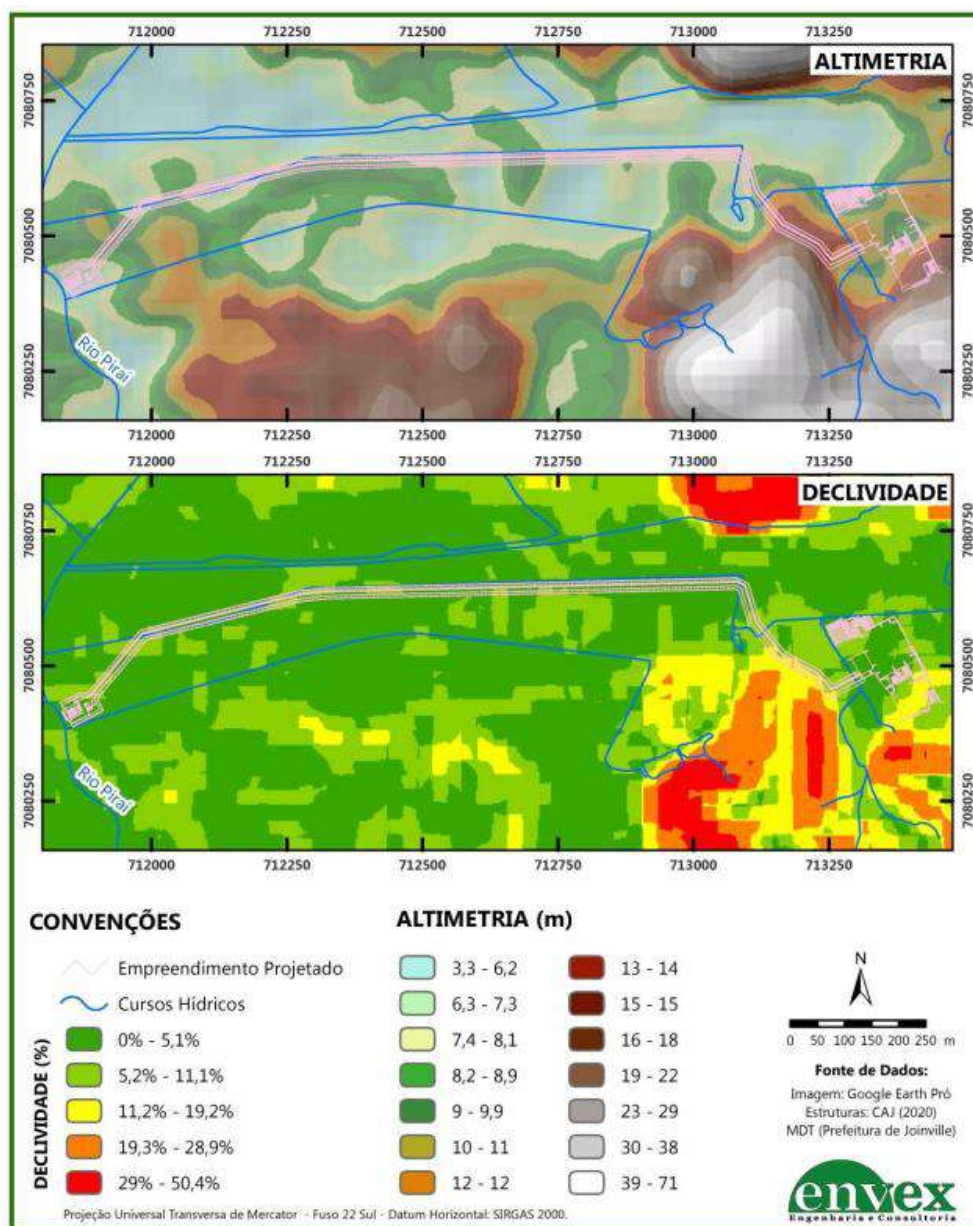 712000 712250 712500 712750 713000 713250
ALTIMETRIA
7080750 7080750
7080500 7080500
7080250 7080250
Rio Piraí
712000 712250 712500 712750 713000 713250
712000 712250 712500 712750 713000 713250
DECLIVIDADE
7080750 7080750
7080500 7080500
7080250 7080250
Rio Piraí
712000 712250 712500 712750 713000 713250
CONVENÇÕES
Empreendimento Projetado
Cursos Hídricos
DECLIVIDADE (%)
0% - 5,1%
5,2% - 11,1%
11,2% - 19,2%
19,3% - 28,9%
29% - 50,4%
ALTIMETRIA (m)
3,3 - 6,2
6,3 - 7,3
7,4 - 8,1
8,2 - 8,9
9 - 9,9
10 - 11
12 - 12
13 - 14
15 - 15
16 - 18
19 - 22
23 - 29
30 - 38
39 - 71
N
0 50 100 150 200 250 m
Fonte de Dados:
Imagem: Google Earth Pró
Estruturas: CAJ (2020)
MDT (Prefeitura de Joinville)
envex
Engenharia e Consultoria
Projeção Universal Transversa de Mercator - Fuso 22 Sul - Datum Horizontal: SIRGAS 2000.